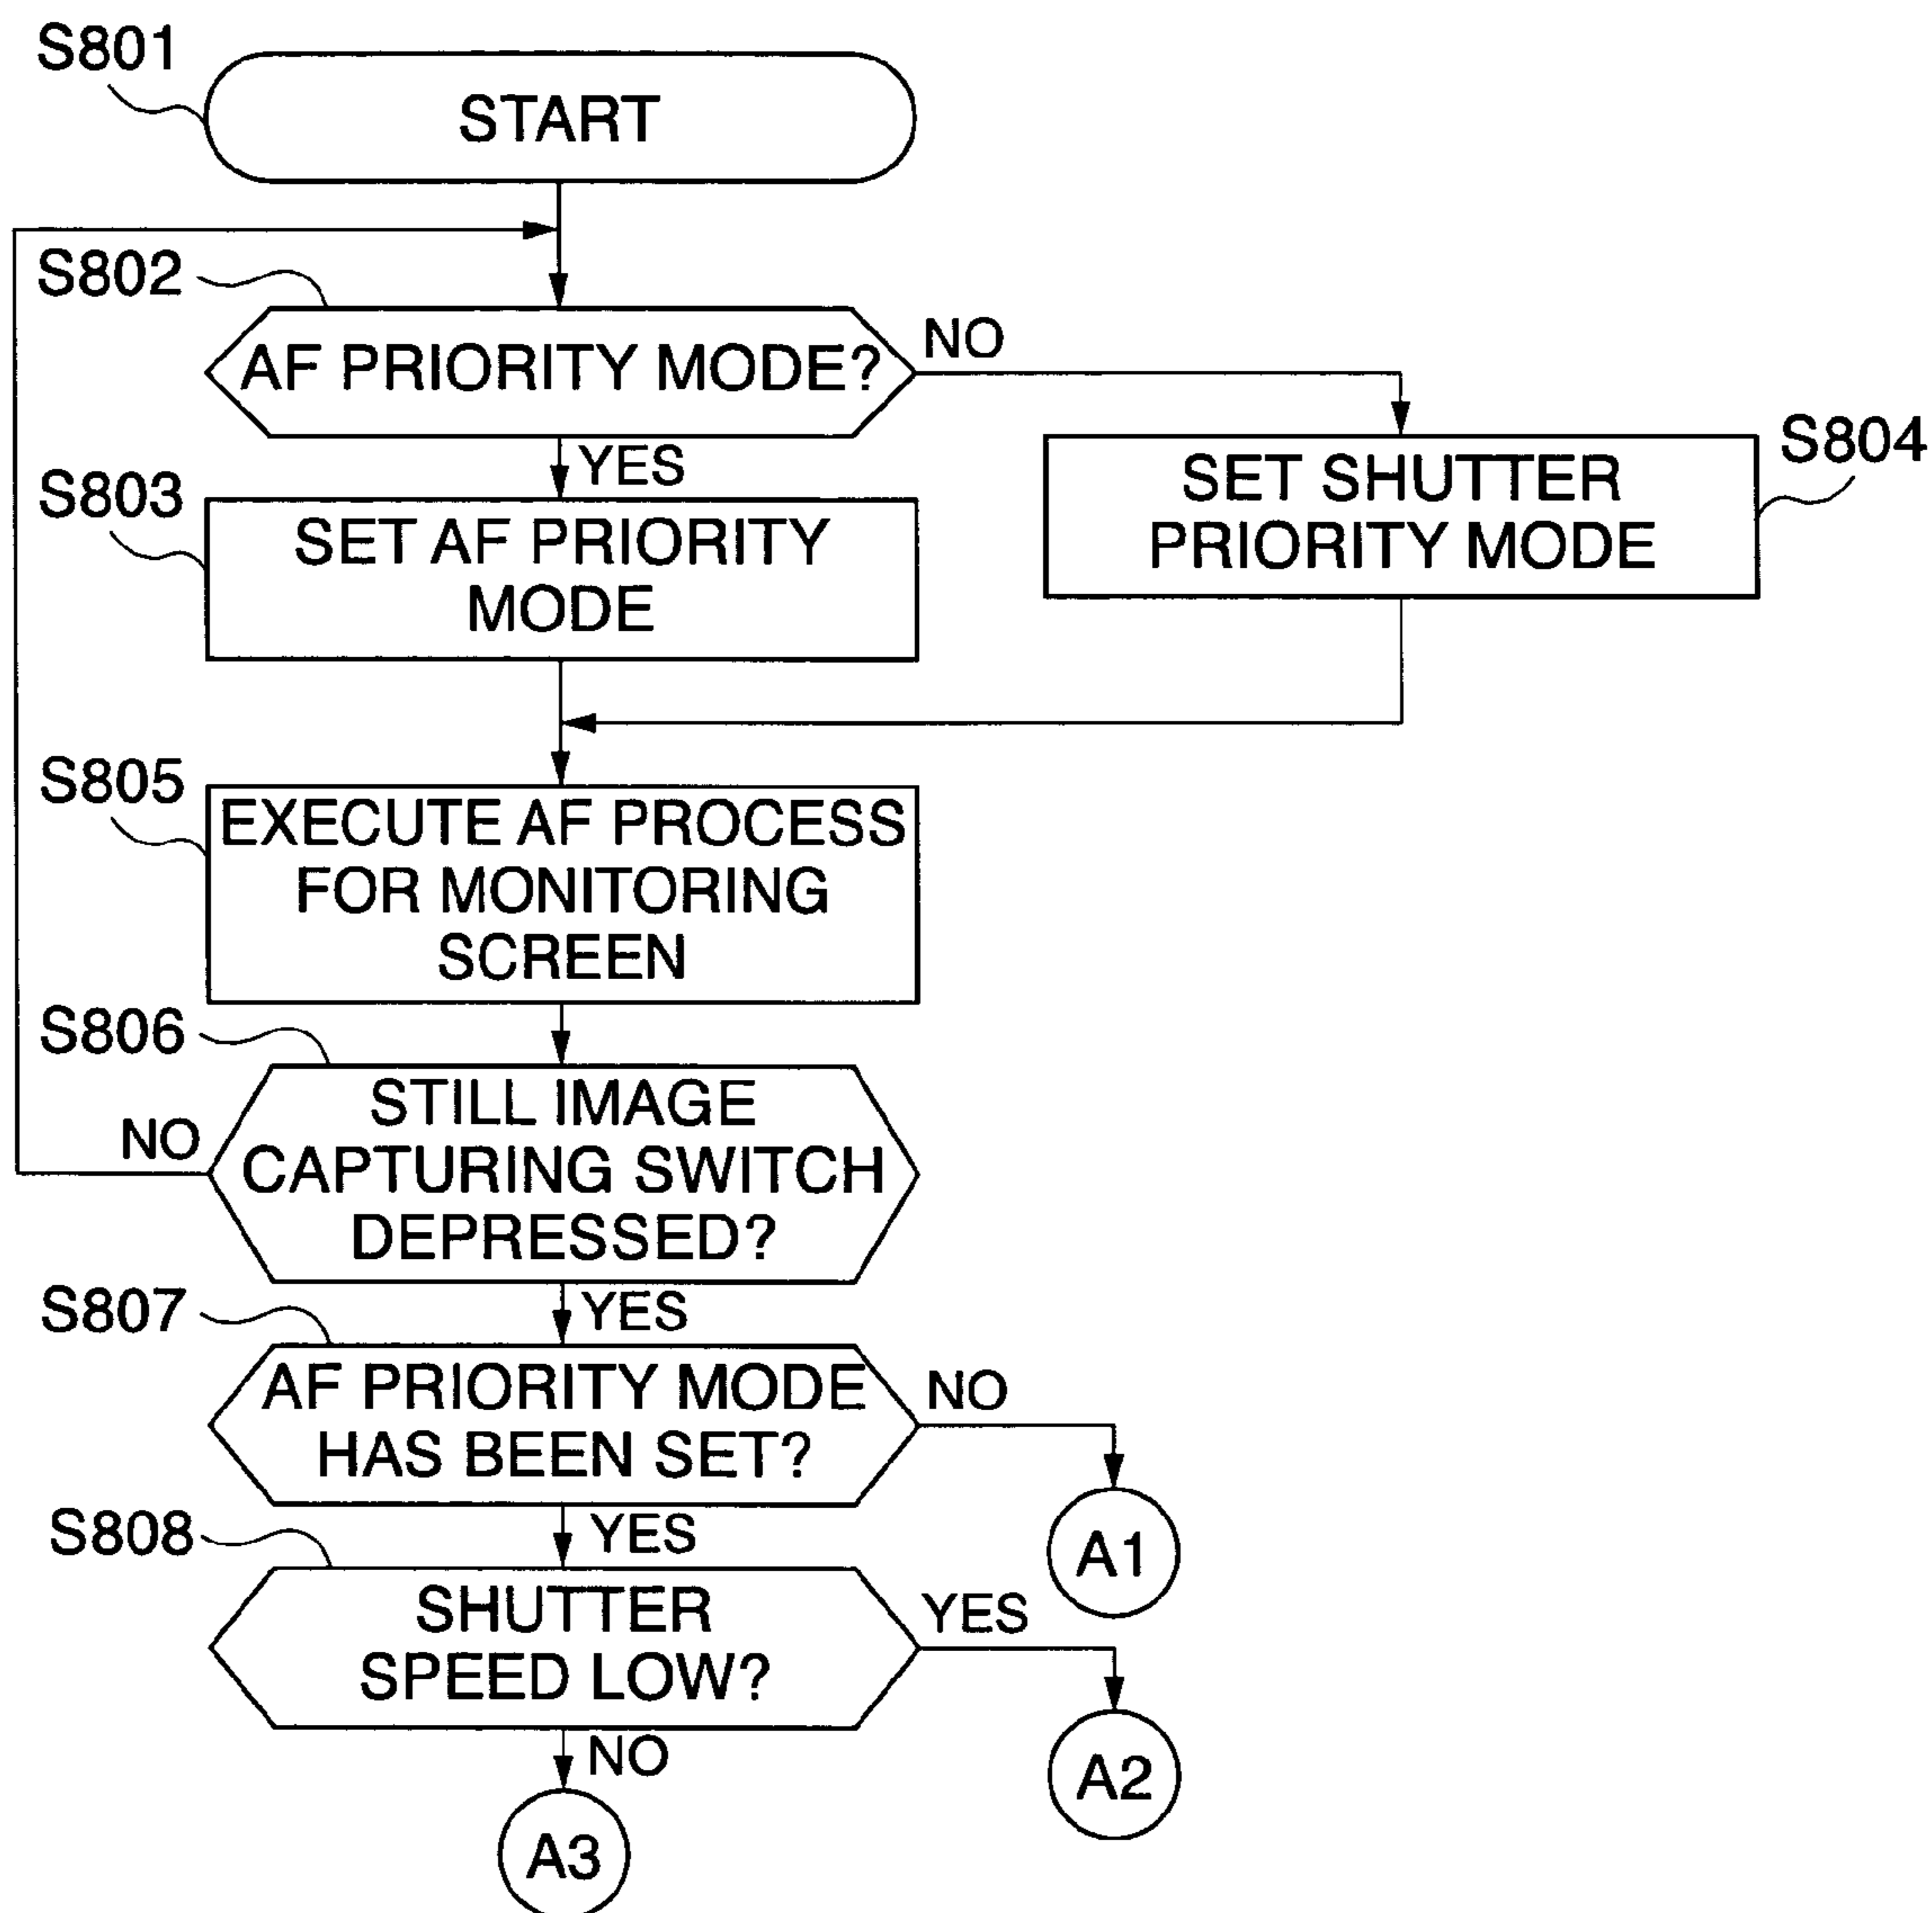 S801
START
S802
AF PRIORITY MODE?
NO
YES
S803
SET AF PRIORITY
MODE
S804
SET SHUTTER
PRIORITY MODE
S805
EXECUTE AF PROCESS
FOR MONITORING
SCREEN
S806
STILL IMAGE
CAPTURING SWITCH
DEPRESSED?
NO
YES
S807
AF PRIORITY MODE
HAS BEEN SET?
NO
A1
YES
S808
SHUTTER
SPEED LOW?
YES
A2
NO
A3